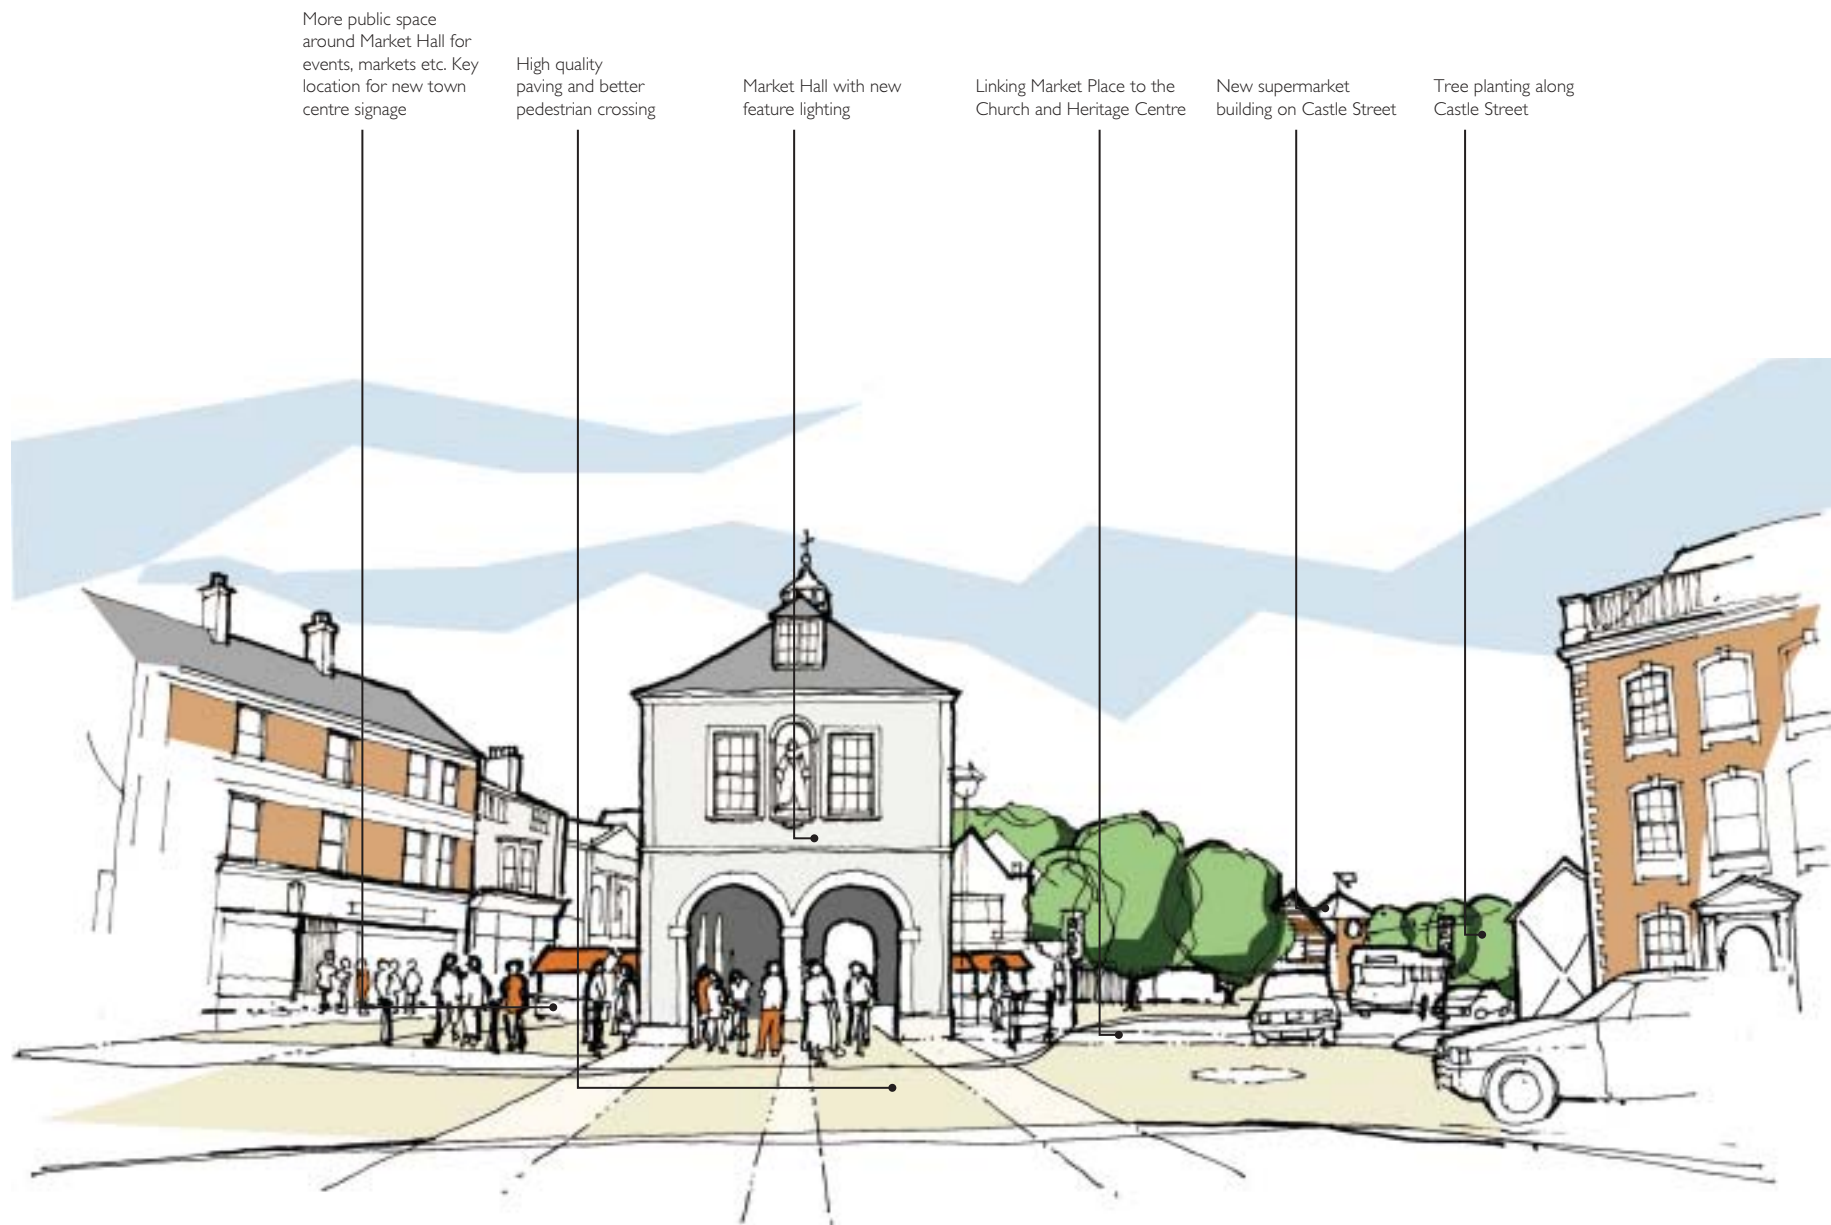 More public space
around Market Hall for
events, markets etc. Key
location for new town
centre signage
High quality
paving and better
pedestrian crossing
Market Hall with new
feature lighting
Linking Market Place to the
Church and Heritage Centre
New supermarket
building on Castle Street
Tree planting along
Castle Street